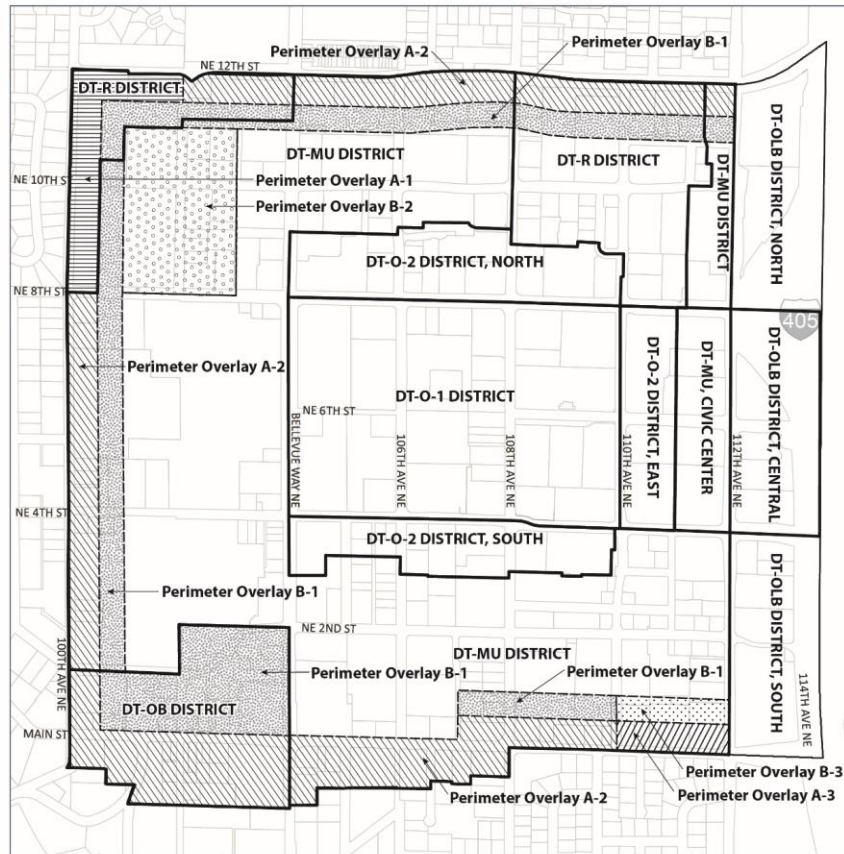 NE 12TH ST
Perimeter Overlay A-2
Perimeter Overlay B-1
DT-R DISTRICT
DT-MU DISTRICT
DT-R DISTRICT
DT-MU DISTRICT
DT-OLB DISTRICT, NORTH
NE 10TH ST
Perimeter Overlay A-1
Perimeter Overlay B-2
DT-O-2 DISTRICT, NORTH
NE 8TH ST
405
Perimeter Overlay A-2
DT-O-1 DISTRICT
NE 6TH ST
BELLEVUE WAY NE
106TH AVE NE
108TH AVE NE
110TH AVE NE
DT-O-2 DISTRICT, EAST
DT-MU, CIVIC CENTER
112TH AVE NE
DT-OLB DISTRICT, CENTRAL
NE 4TH ST
DT-O-2 DISTRICT, SOUTH
Perimeter Overlay B-1
DT-OLB DISTRICT, SOUTH
NE 2ND ST
100TH AVE NE
DT-MU DISTRICT
Perimeter Overlay B-1
Perimeter Overlay B-1
114TH AVE NE
DT-OB DISTRICT
MAIN ST
Perimeter Overlay B-3
Perimeter Overlay A-2
Perimeter Overlay A-3